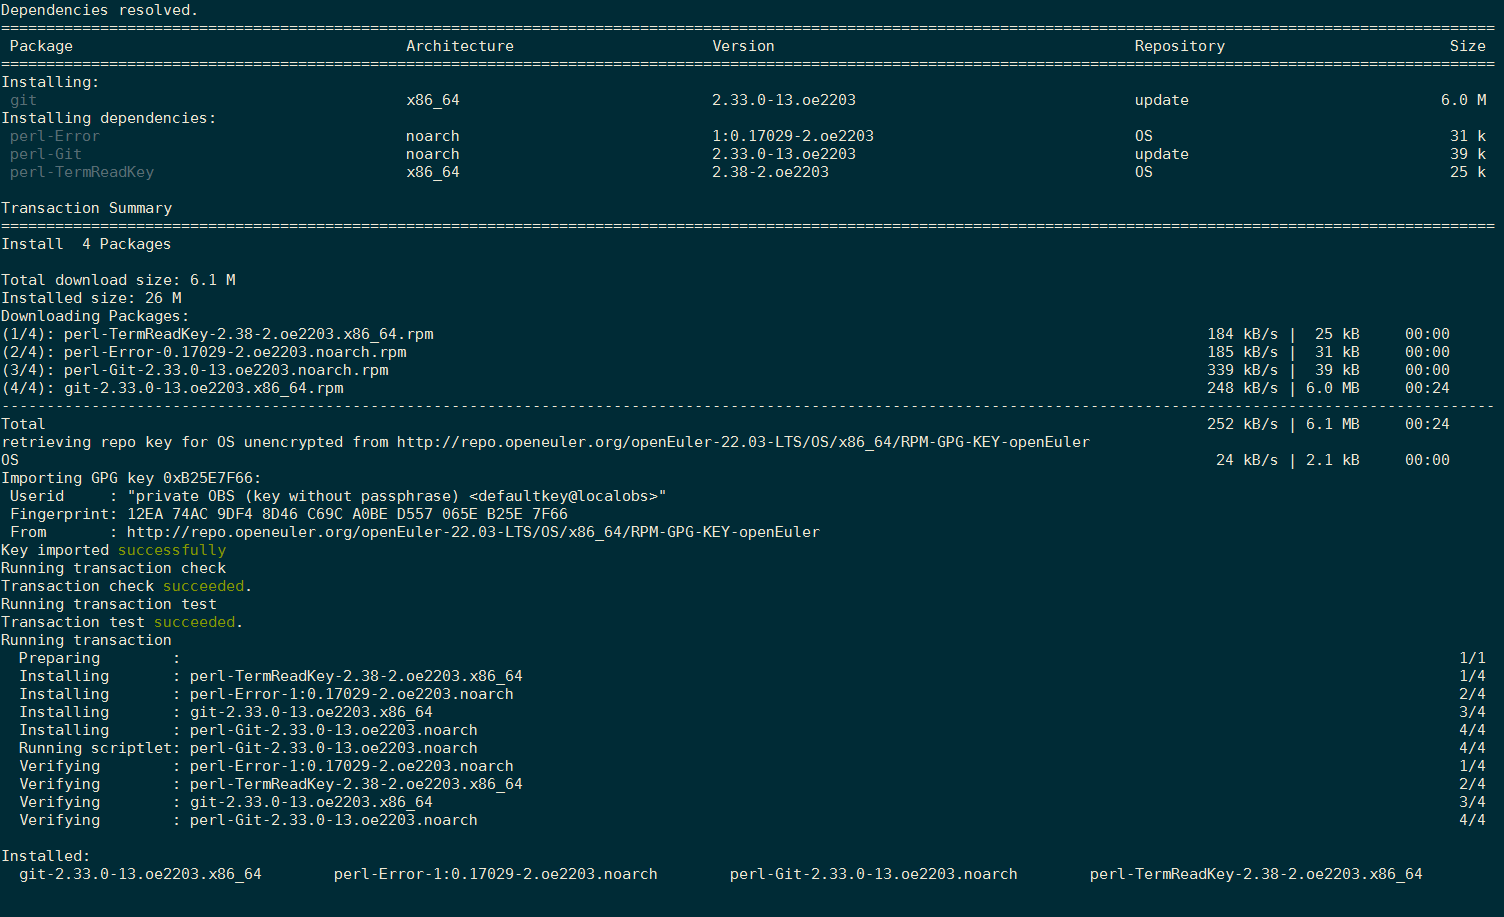 Dependencies resolved.
================================================================================
Package Architecture Version Repository Size
================================================================================
Installing:
git x86_64 2.33.0-13.oe2203 update 6.0 M
Installing dependencies:
perl-Error noarch 1:0.17029-2.oe2203 OS 31 k
perl-Git noarch 2.33.0-13.oe2203 update 39 k
perl-TermReadKey x86_64 2.38-2.oe2203 OS 25 k
Transaction Summary
================================================================================
Install 4 Packages
Total download size: 6.1 M
Installed size: 26 M
Downloading Packages:
(1/4): perl-TermReadKey-2.38-2.oe2203.x86_64.rpm 184 kB/s | 25 kB 00:00
(2/4): perl-Error-0.17029-2.oe2203.noarch.rpm 185 kB/s | 31 kB 00:00
(3/4): perl-Git-2.33.0-13.oe2203.noarch.rpm 339 kB/s | 39 kB 00:00
(4/4): git-2.33.0-13.oe2203.x86_64.rpm 248 kB/s | 6.0 MB 00:24
--------------------------------------------------------------------------------
Total 252 kB/s | 6.1 MB 00:24
retrieving repo key for OS unencrypted from http://repo.openeuler.org/openEuler-22.03-LTS/OS/x86_64/RPM-GPG-KEY-openEuler
OS 24 kB/s | 2.1 kB 00:00
Importing GPG key 0xB25E7F66:
Userid : "private OBS (key without passphrase) <defaultkey@localobs>"
Fingerprint: 12EA 74AC 9DF4 8D46 C69C A0BE D557 065E B25E 7F66
From : http://repo.openeuler.org/openEuler-22.03-LTS/OS/x86_64/RPM-GPG-KEY-openEuler
Key imported successfully
Running transaction check
Transaction check succeeded.
Running transaction test
Transaction test succeeded.
Running transaction
Preparing : 1/1
Installing : perl-TermReadKey-2.38-2.oe2203.x86_64 1/4
Installing : perl-Error-1:0.17029-2.oe2203.noarch 2/4
Installing : git-2.33.0-13.oe2203.x86_64 3/4
Installing : perl-Git-2.33.0-13.oe2203.noarch 4/4
Running scriptlet: perl-Git-2.33.0-13.oe2203.noarch 4/4
Verifying : perl-Error-1:0.17029-2.oe2203.noarch 1/4
Verifying : perl-TermReadKey-2.38-2.oe2203.x86_64 2/4
Verifying : git-2.33.0-13.oe2203.x86_64 3/4
Verifying : perl-Git-2.33.0-13.oe2203.noarch 4/4
Installed:
git-2.33.0-13.oe2203.x86_64 perl-Error-1:0.17029-2.oe2203.noarch perl-Git-2.33.0-13.oe2203.noarch perl-TermReadKey-2.38-2.oe2203.x86_64